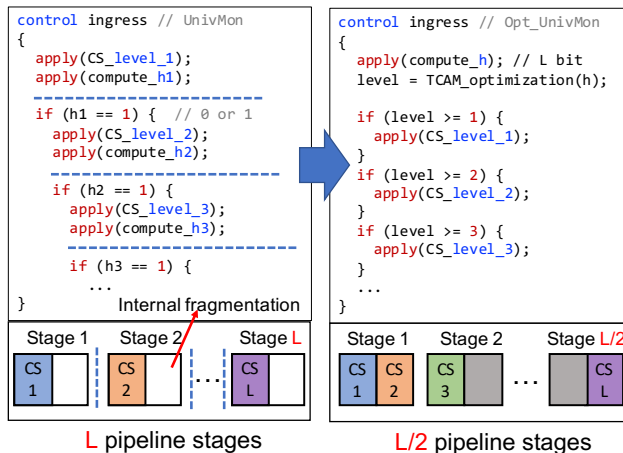 control ingress // UnivMon
{
apply(CS_level_1);
apply(compute_h1);
if (h1 == 1) { // 0 or 1
apply(CS_level_2);
apply(compute_h2);
if (h2 == 1) {
apply(CS_level_3);
apply(compute_h3);
if (h3 == 1) {
...
}
Internal fragmentation
Stage 1 Stage 2 Stage L
CS 1
CS 2
...
CS L
L pipeline stages
control ingress // Opt_UnivMon
{
apply(compute_h); // L bit
level = TCAM_optimization(h);
if (level >= 1) {
apply(CS_level_1);
}
if (level >= 2) {
apply(CS_level_2);
}
if (level >= 3) {
apply(CS_level_3);
}
...
}
Stage 1 Stage 2 Stage L/2
CS 1
CS 2
CS 3
...
CS L
L/2 pipeline stages